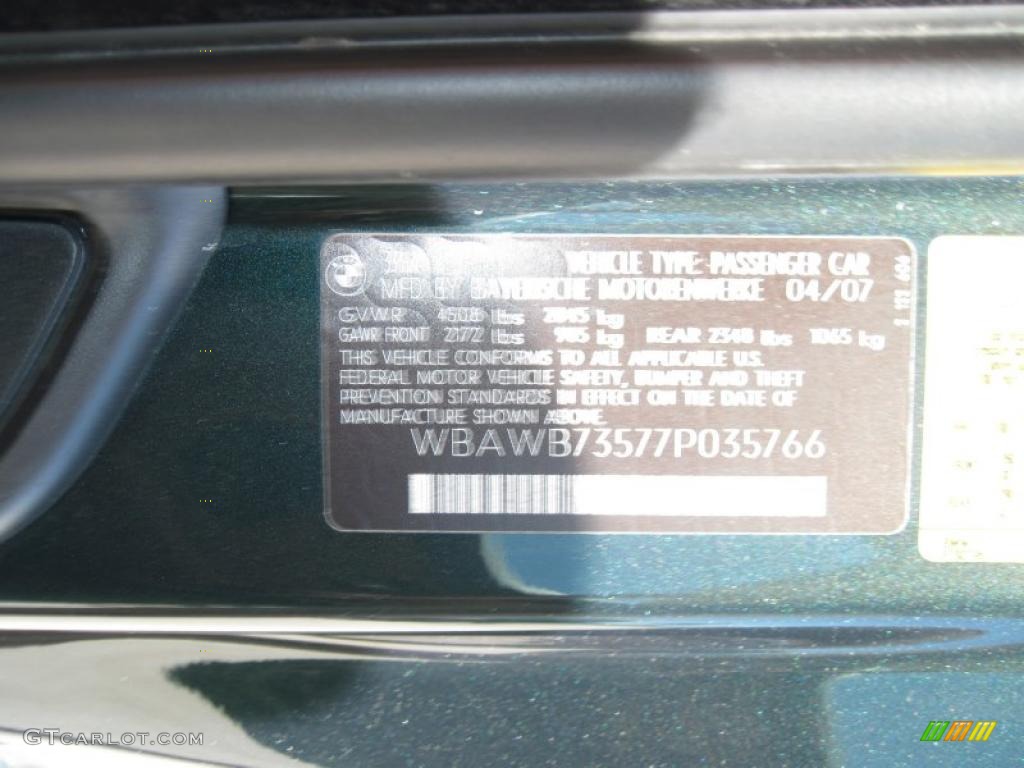 VEHICLE TYPE-PASSENGER CAR
MFD BY BAYERISCHE MOTORENWERKE 04/07
GVWR 4508 lbs 2045 kg
GAWR FRONT 2172 lbs 985 kg REAR 2348 lbs 1065 kg
THIS VEHICLE CONFORMS TO ALL APPLICABLE U.S.
FEDERAL MOTOR VEHICLE SAFETY, BUMPER AND THEFT
PREVENTION STANDARDS IN EFFECT ON THE DATE OF
MANUFACTURE SHOWN ABOVE.
WBAWB73577P035766
GTCARLOT.COM